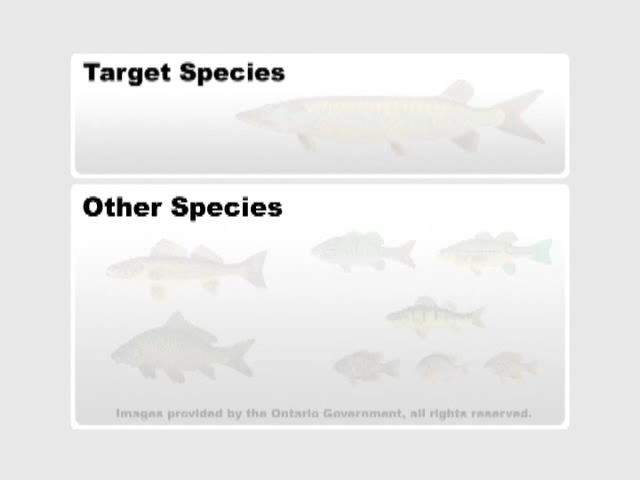 Target Species
Other Species
Images provided by the Ontario Government, all rights reserved.